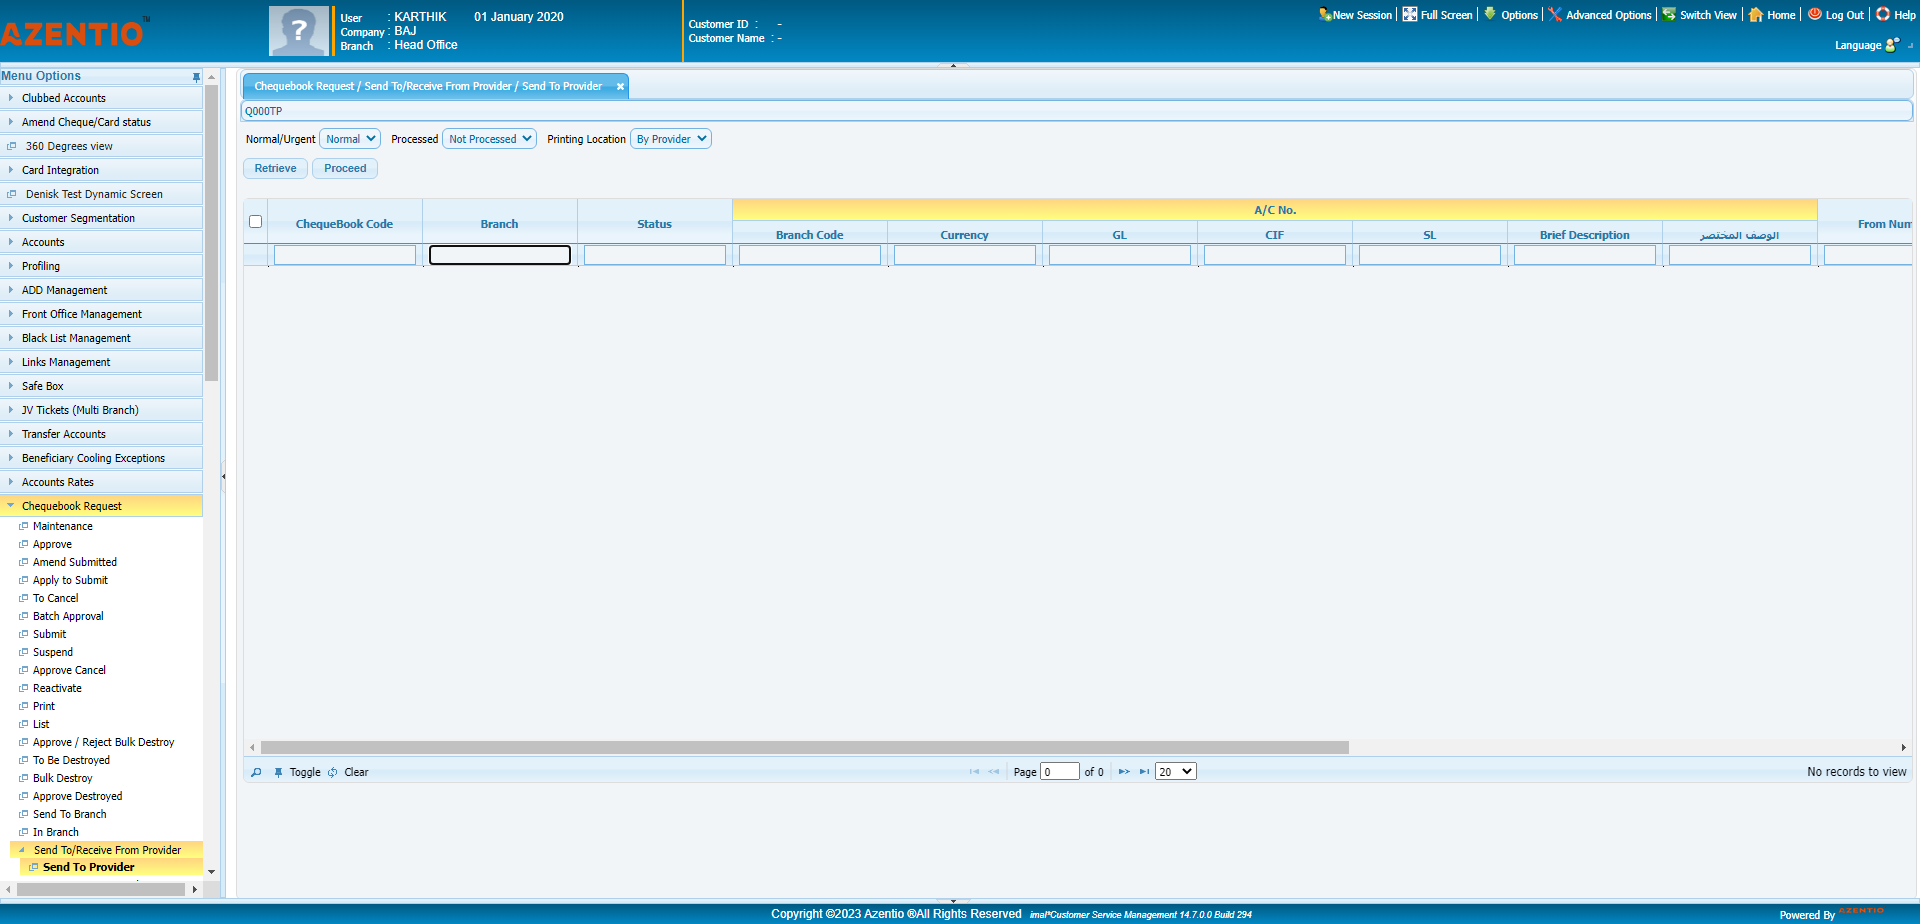 AZENTIO™
User : KARTHIK 01 January 2020
Company : BAJ
Branch : Head Office
Customer ID : -
Customer Name : -
New Session Full Screen Options Advanced Options Switch View Home Log Out Help
Language
Menu Options
Clubbed Accounts
Amend Cheque/Card status
360 Degrees view
Card Integration
Denisk Test Dynamic Screen
Customer Segmentation
Accounts
Profiling
ADD Management
Front Office Management
Black List Management
Links Management
Safe Box
JV Tickets (Multi Branch)
Transfer Accounts
Beneficiary Cooling Exceptions
Accounts Rates
Chequebook Request
Maintenance
Approve
Amend Submitted
Apply to Submit
To Cancel
Batch Approval
Submit
Suspend
Approve Cancel
Reactivate
Print
List
Approve / Reject Bulk Destroy
To Be Destroyed
Bulk Destroy
Approve Destroyed
Send To Branch
In Branch
Send To/Receive From Provider
Send To Provider
Chequebook Request / Send To/Receive From Provider / Send To Provider
Q000TP
Normal/Urgent Normal Processed Not Processed Printing Location By Provider
Retrieve Proceed
A/C No.
ChequeBook Code Branch Status From Num
Branch Code Currency GL CIF SL Brief Description الوصف المختصر
Toggle Clear Page 0 of 0 20 No records to view
Copyright ©2023 Azentio ®All Rights Reserved imal*Customer Service Management 14.7.0.0 Build 294
Powered By AZENTIO